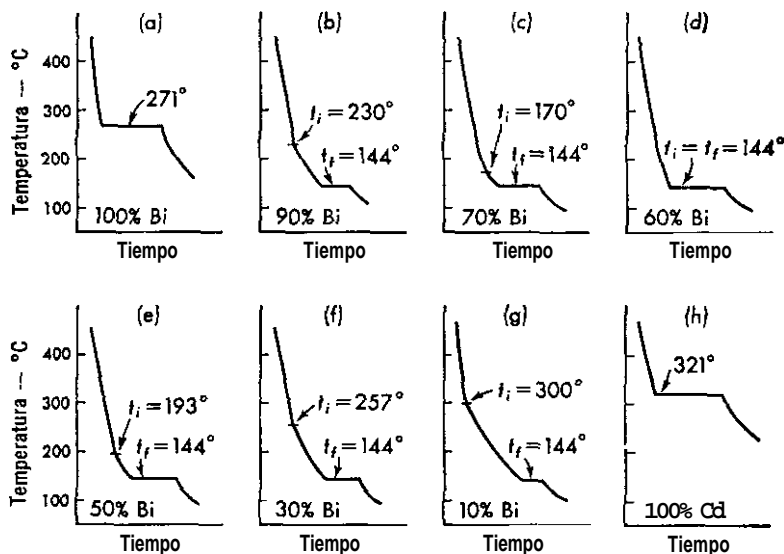 (a)
(b)
(c)
(d)
Temperatura — °C
400
300
200
100
271°
t_i = 230°
t_f = 144°
t_i = 170°
t_f = 144°
t_i = t_f = 144°
100% Bi
90% Bi
70% Bi
60% Bi
Tiempo
Tiempo
Tiempo
Tiempo
(e)
(f)
(g)
(h)
Temperatura — °C
400
300
200
100
t_i = 193°
t_f = 144°
t_i = 257°
t_f = 144°
t_i = 300°
t_f = 144°
321°
50% Bi
30% Bi
10% Bi
100% Cd
Tiempo
Tiempo
Tiempo
Tiempo